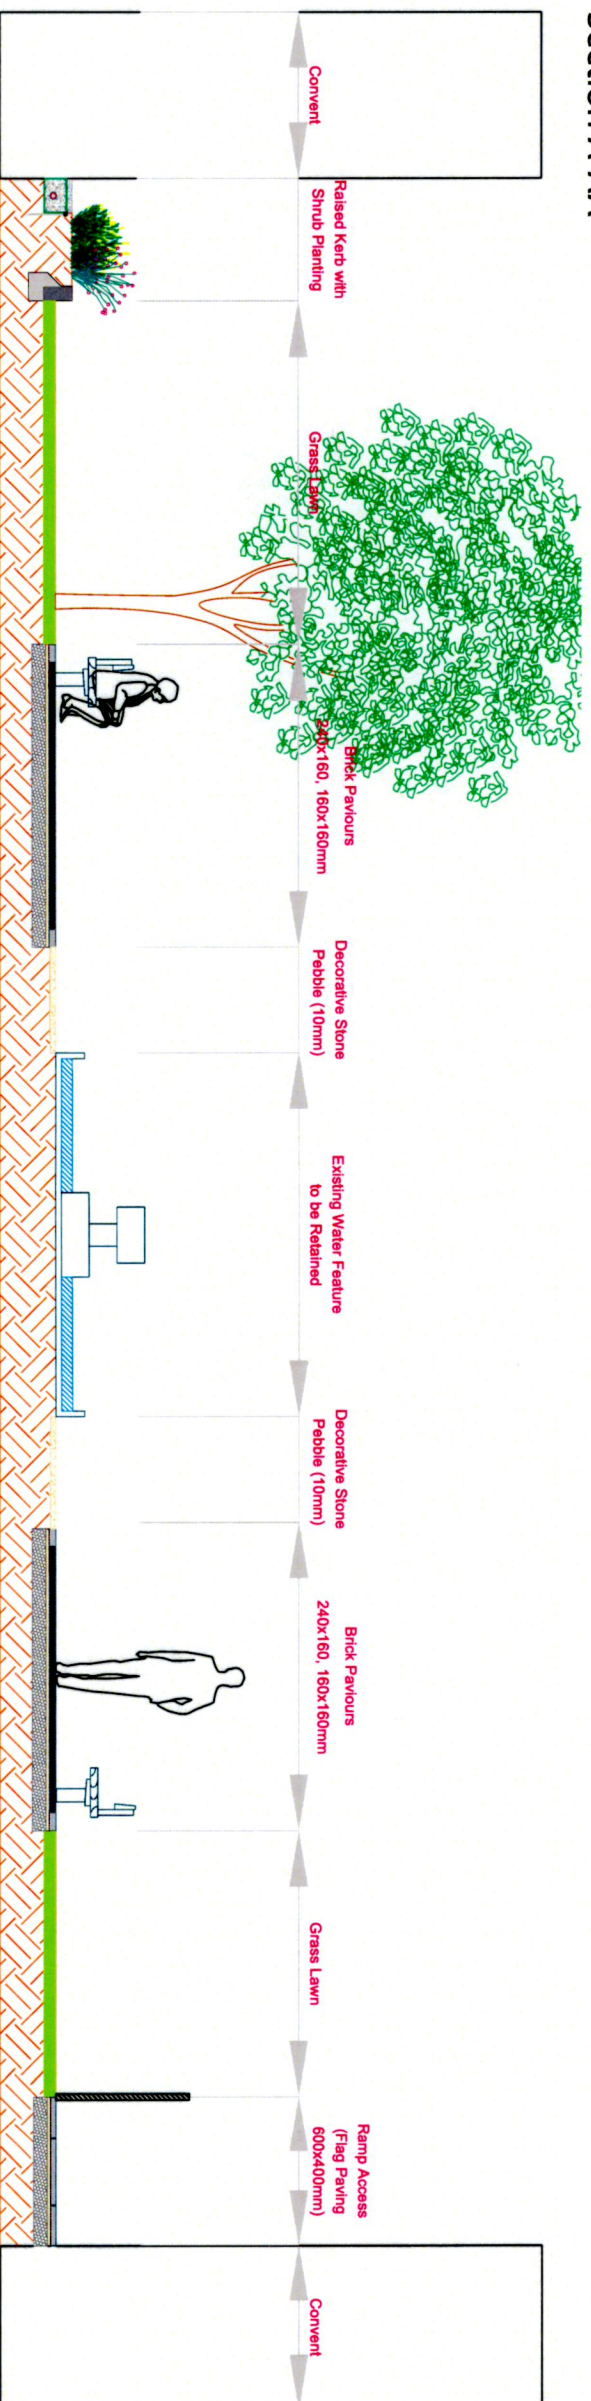 Section A-AA
Convent
Raised Kerb with
Shrub Planting
Grass Lawn
Brick Paviours
240x160, 160x160mm
Decorative Stone
Pebble (10mm)
Existing Water Feature
to be Retained
Decorative Stone
Pebble (10mm)
Brick Paviours
240x160, 160x160mm
Grass Lawn
Ramp Access
(Flag Paving
600x400mm)
Convent